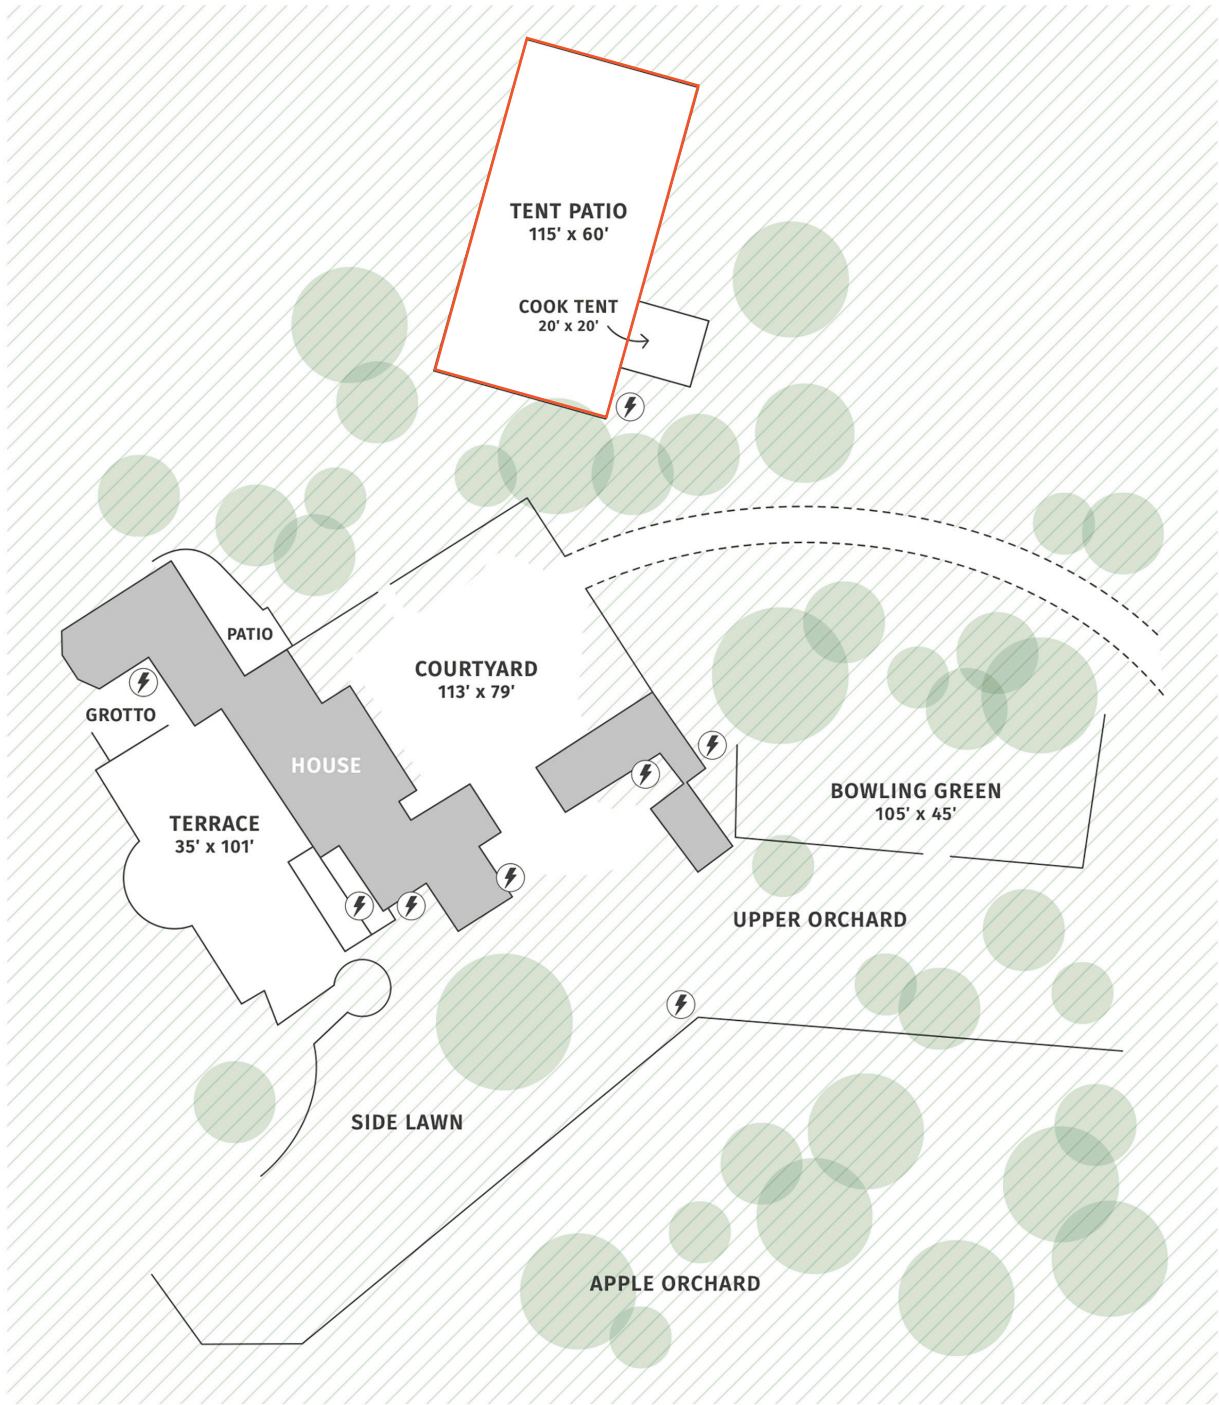 TENT PATIO
115' x 60'
COOK TENT
20' x 20'
PATIO
COURTYARD
113' x 79'
GROTTO
HOUSE
BOWLING GREEN
105' x 45'
TERRACE
35' x 101'
UPPER ORCHARD
SIDE LAWN
APPLE ORCHARD